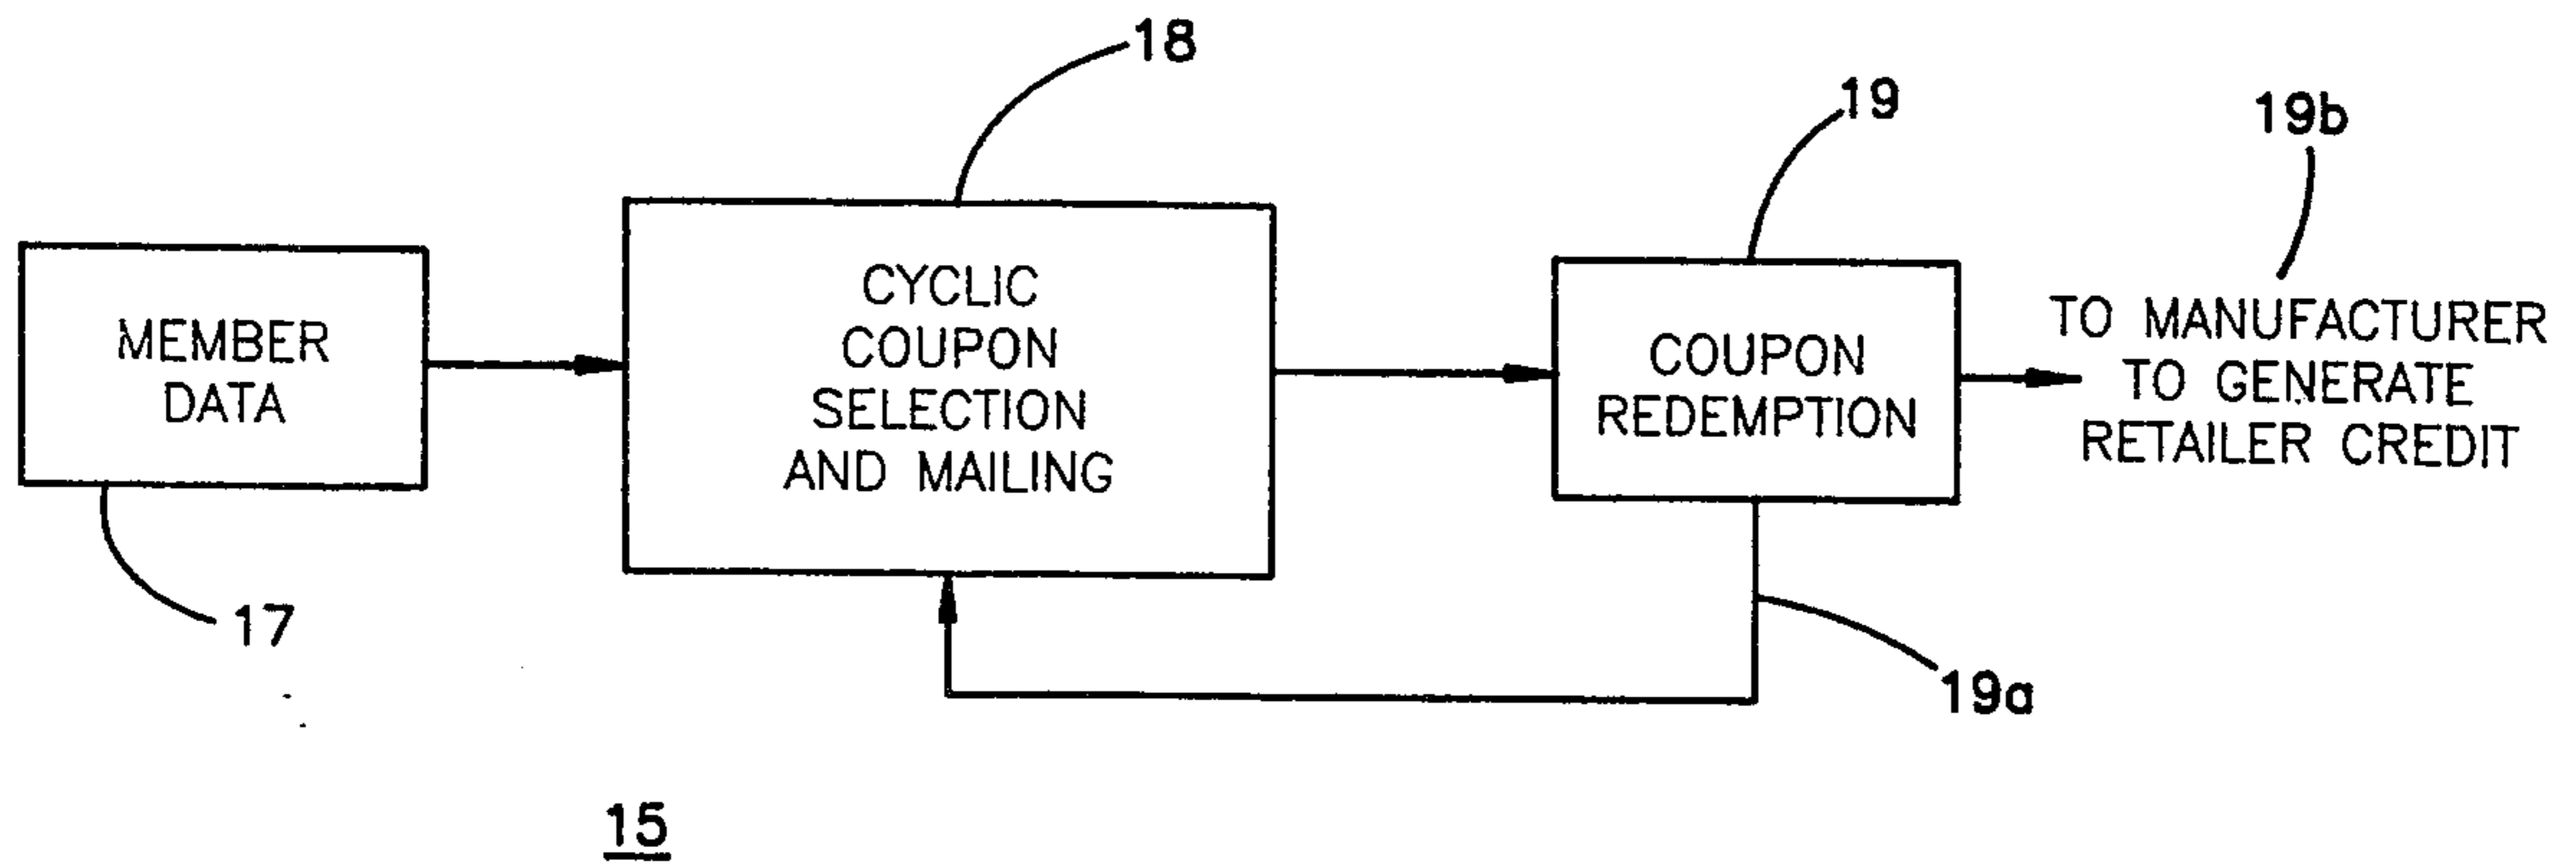 18
19
19b
MEMBER
DATA
17
CYCLIC
COUPON
SELECTION
AND MAILING
COUPON
REDEMPTION
TO MANUFACTURER
TO GENERATE
RETAILER CREDIT
19a
15